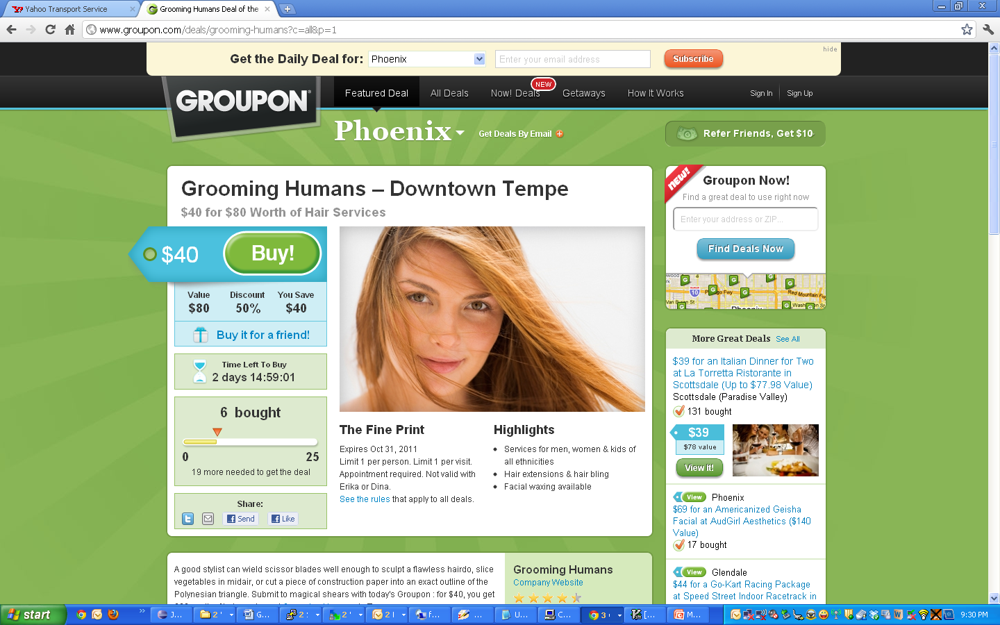 Yahoo Transport Service
Grooming Humans Deal of the
www.groupon.com/deals/grooming-humans?c=all&p=1
Get the Daily Deal for:
Phoenix
Enter your email address
Subscribe
hide
GROUPON
Featured Deal
All Deals
Now! Deals
NEW
Getaways
How It Works
Sign In
Sign Up
Phoenix
Get Deals By Email
Refer Friends, Get $10
Grooming Humans – Downtown Tempe
$40 for $80 Worth of Hair Services
$40
Buy!
Value
Discount
You Save
$80
50%
$40
Buy it for a friend!
Time Left To Buy
2 days 14:59:01
6 bought
0
25
19 more needed to get the deal
Share:
Send
Like
The Fine Print
Expires Oct 31, 2011
Limit 1 per person. Limit 1 per visit.
Appointment required. Not valid with
Erika or Dina.
See the rules that apply to all deals.
Highlights
Services for men, women & kids of
all ethnicities
Hair extensions & hair bling
Facial waxing available
A good stylist can wield scissor blades well enough to sculpt a flawless hairdo, slice
vegetables in midair, or cut a piece of construction paper into an exact outline of the
Polynesian triangle. Submit to magical shears with today's Groupon : for $40, you get
Grooming Humans
Company Website
NEW!
Groupon Now!
Find a great deal to use right now
Enter your address or ZIP...
Find Deals Now
10
Fwy
Red Mountain Fw
Van Buren St
Phoenix
More Great Deals
See All
$39 for an Italian Dinner for Two
at La Torretta Ristorante in
Scottsdale (Up to $77.98 Value)
Scottsdale (Paradise Valley)
131 bought
$39
$78 value
View it!
View
Phoenix
$69 for an Americanized Geisha
Facial at AudGirl Aesthetics ($140
Value)
17 bought
View
Glendale
$44 for a Go-Kart Racing Package
at Speed Street Indoor Racetrack in
start
9:30 PM